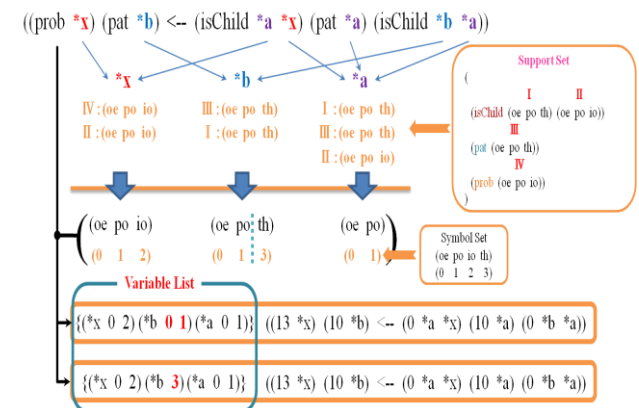 ((prob *x) (pat *b) <-- (isChild *a *x) (pat *a) (isChild *b *a))
*x *b *a
IV :(oe po io) III :(oe po th) I :(oe po th)
II :(oe po io) I :(oe po th) III :(oe po th)
II :(oe po io)
Support Set
(
I II
(isChild (oe po th) (oe po io))
III
(pat (oe po th))
IV
(prob (oe po io))
)
(oe po io) (oe po th) (oe po)
(0 1 2) (0 1 3) (0 1)
Symbol Set
(oe po io th)
(0 1 2 3)
Variable List
{(*x 0 2)(*b 0 1)(*a 0 1)} ((13 *x) (10 *b) <-- (0 *a *x) (10 *a) (0 *b *a))
{(*x 0 2)(*b 3)(*a 0 1)} ((13 *x) (10 *b) <-- (0 *a *x) (10 *a) (0 *b *a))